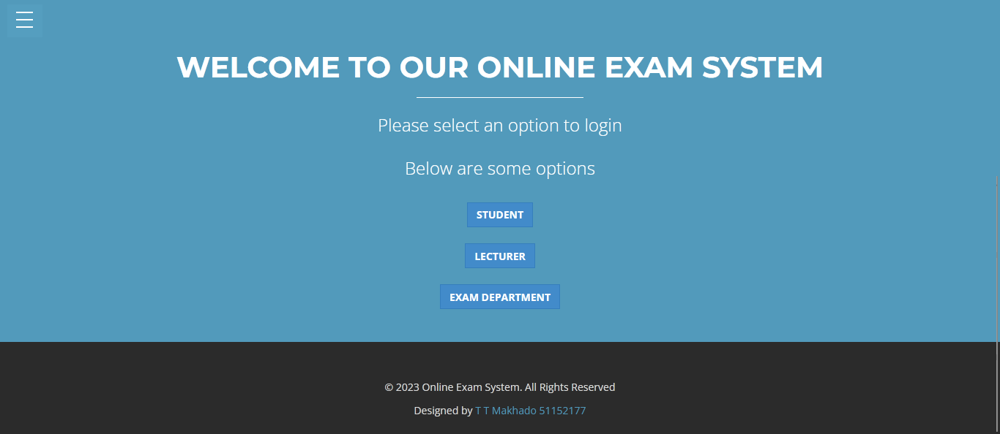 WELCOME TO OUR ONLINE EXAM SYSTEM
Please select an option to login
Below are some options
STUDENT
LECTURER
EXAM DEPARTMENT
© 2023 Online Exam System. All Rights Reserved
Designed by T T Makhado 51152177